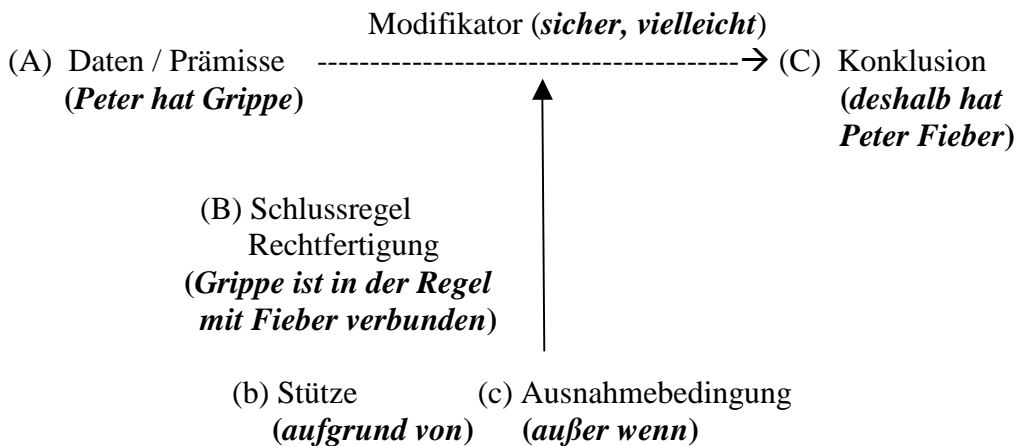 Modifikator (sicher, vielleicht)
(A) Daten / Prämisse ---------------------------------------→ (C) Konklusion
(Peter hat Grippe) (deshalb hat
Peter Fieber)
(B) Schlussregel
Rechtfertigung
(Grippe ist in der Regel
mit Fieber verbunden)
(b) Stütze (c) Ausnahmebedingung
(aufgrund von) (außer wenn)